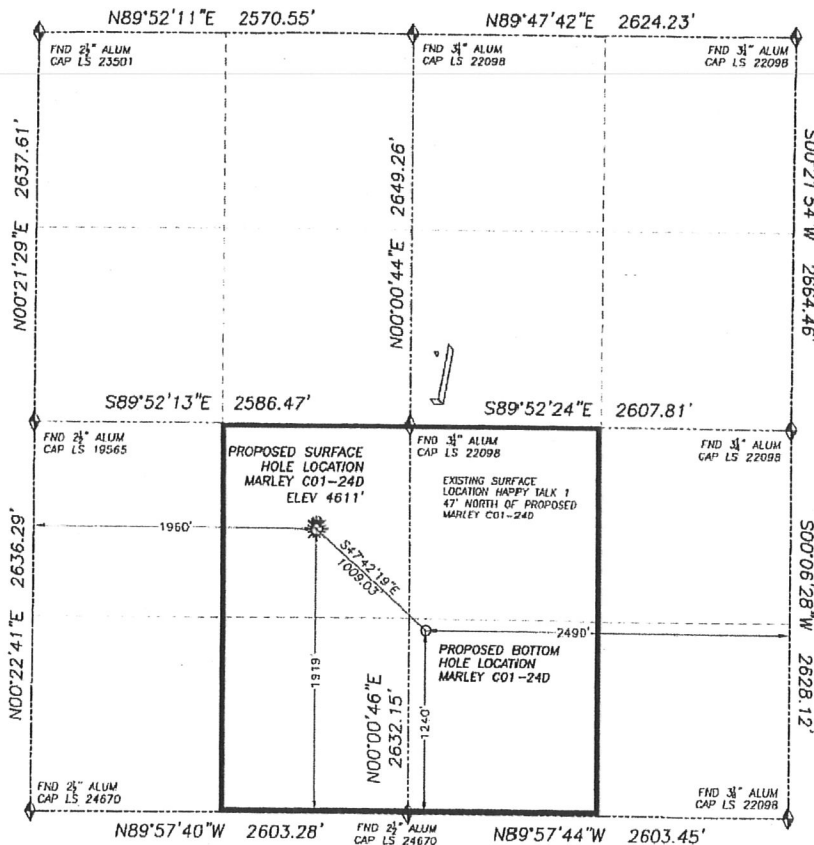 N89°52'11"E 2570.55'
N89°47'42"E 2624.23'
FND 2½" ALUM
CAP LS 23501
FND 3¼" ALUM
CAP LS 22098
FND 3¼" ALUM
CAP LS 22098
N00°21'29"E 2637.61'
N00°00'44"E 2649.26'
S00°21'54"W 2664.46'
S89°52'13"E 2586.47'
S89°52'24"E 2607.81'
FND 2½" ALUM
CAP LS 19565
FND 3¼" ALUM
CAP LS 22098
FND 3¼" ALUM
CAP LS 22098
PROPOSED SURFACE
HOLE LOCATION
MARLEY C01-24D
ELEV 4611'
EXISTING SURFACE
LOCATION HAPPY TALK 1
47' NORTH OF PROPOSED
MARLEY C01-24D
1960'
S47°42'19"E
1009.03'
N00°22'41"E 2636.29'
S00°06'28"W 2628.12'
2490'
PROPOSED BOTTOM
HOLE LOCATION
MARLEY C01-24D
1919'
1240'
N00°00'46"E
2632.15'
FND 2½" ALUM
CAP LS 24670
FND 3¼" ALUM
CAP LS 22098
N89°57'40"W 2603.28'
FND 2½" ALUM
CAP LS 24670
N89°57'44"W 2603.45'